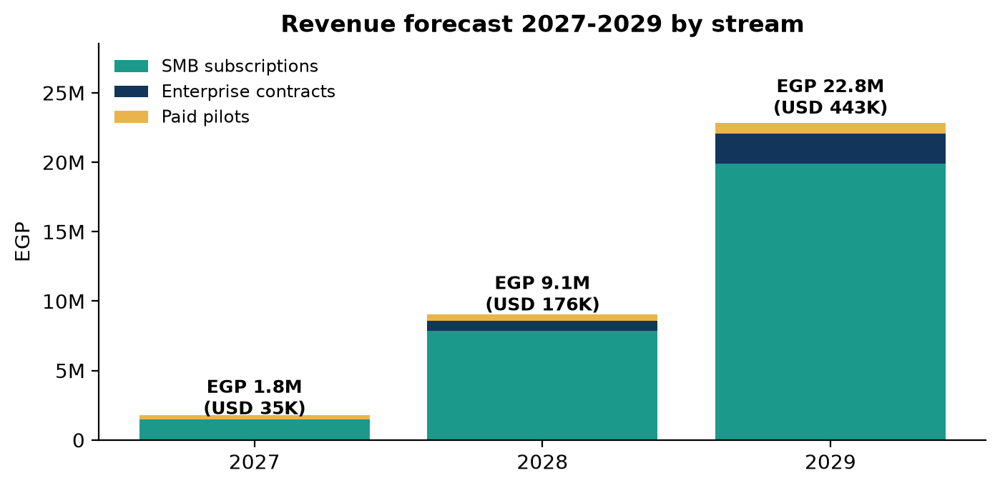 Revenue forecast 2027-2029 by stream
SMB subscriptions
Enterprise contracts
Paid pilots
EGP
25M
20M
15M
10M
5M
0
EGP 1.8M
(USD 35K)
EGP 9.1M
(USD 176K)
EGP 22.8M
(USD 443K)
2027
2028
2029